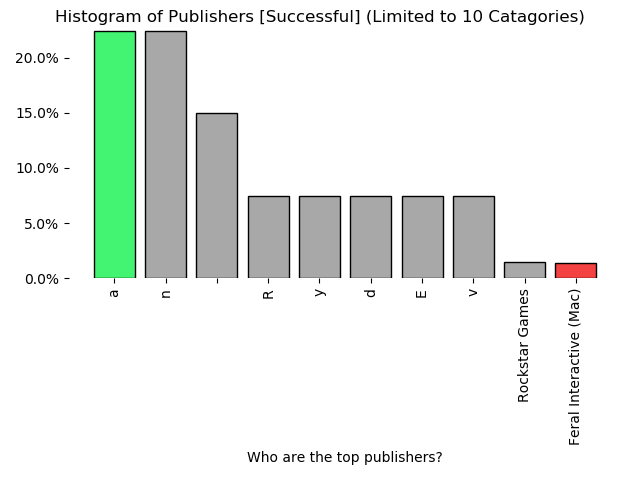 Histogram of Publishers [Successful] (Limited to 10 Catagories)
20.0%
15.0%
10.0%
5.0%
0.0%
a
n
R
y
d
E
v
Rockstar Games
Feral Interactive (Mac)
Who are the top publishers?